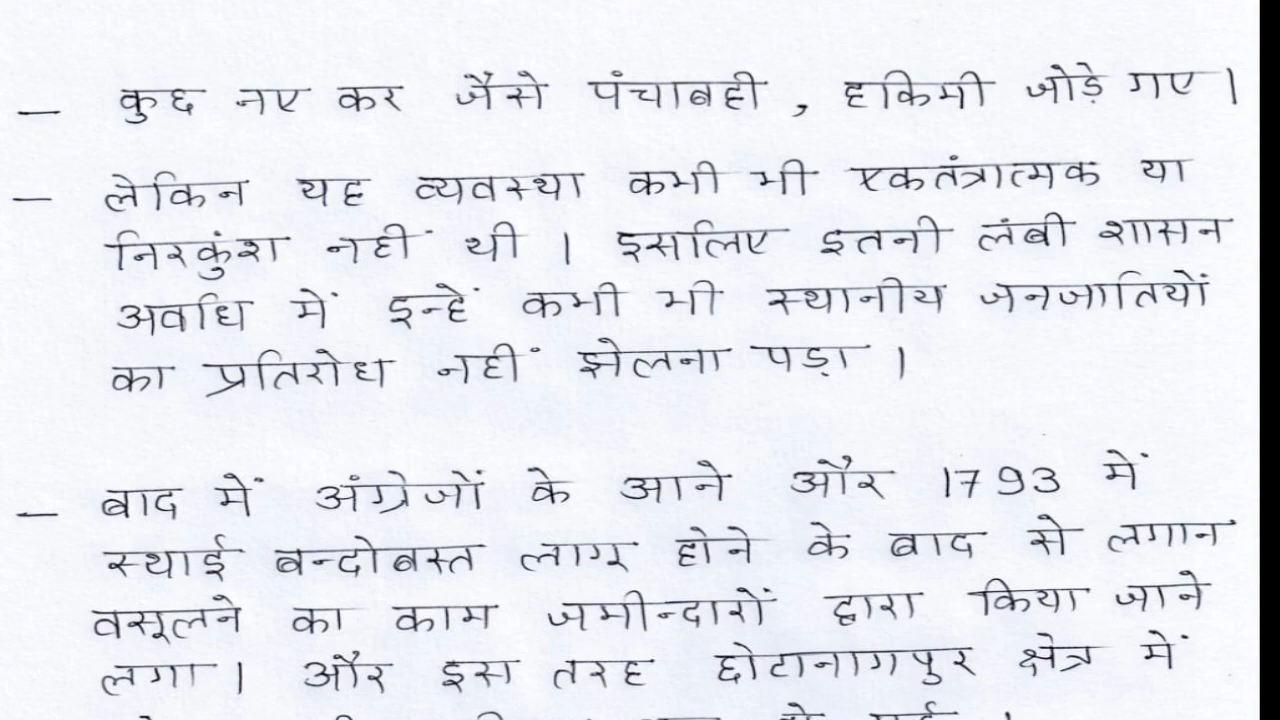 – कुछ नए कर जैसे पंचाबही , हकिमी जोड़े गए ।
– लेकिन यह व्यवस्था कभी भी एकतंत्रात्मक या
निरकुंश नहीं थी । इसलिए इतनी लंबी शासन
अवधि में इन्हें कभी भी स्थानीय जनजातियों
का प्रतिरोध नहीं झेलना पड़ा ।
– बाद में अंग्रेजों के आने और 1793 में
स्थाई बन्दोबस्त लागू होने के बाद से लगान
वसूलने का काम जमीन्दारों द्वारा किया जाने
लगा । और इस तरह छोटानागपुर क्षेत्र में